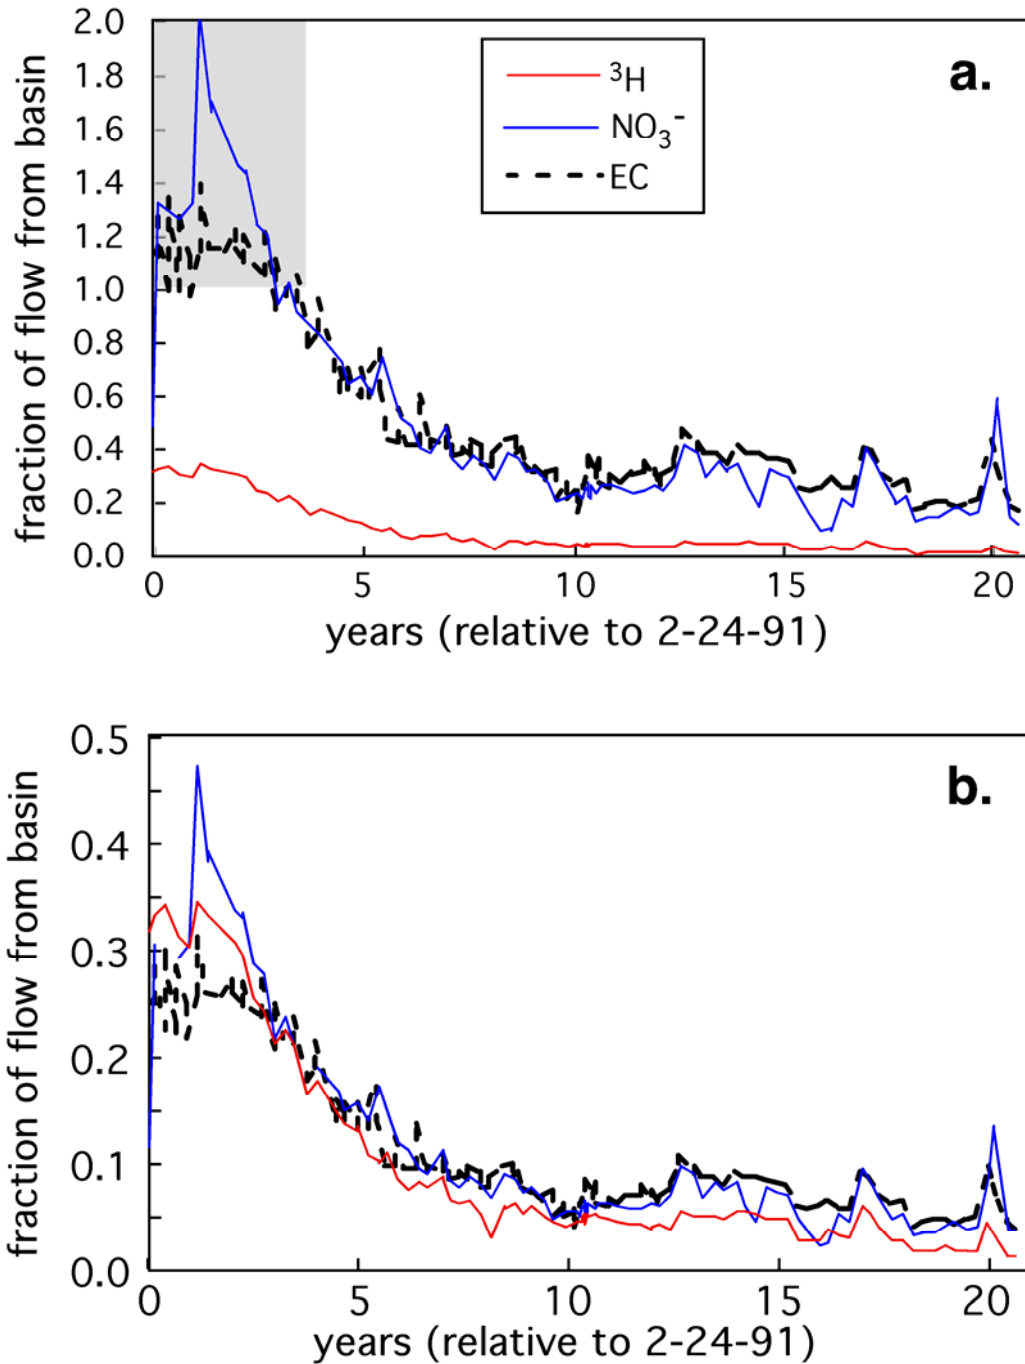 a.
³H
NO₃⁻
EC
fraction of flow from basin
2.0
1.8
1.6
1.4
1.2
1.0
0.8
0.6
0.4
0.2
0.0
0 5 10 15 20
years (relative to 2-24-91)
b.
fraction of flow from basin
0.5
0.4
0.3
0.2
0.1
0.0
0 5 10 15 20
years (relative to 2-24-91)